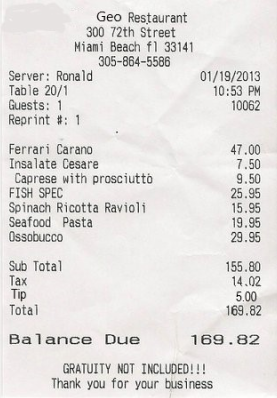 Geo Restaurant
300 72th Street
Miami Beach fl 33141
305-864-5586
Server: Ronald 01/19/2013
Table 20/1 10:53 PM
Guests: 1 10062
Reprint #: 1
Ferrari Carano 47.00
Insalate Cesare 7.50
Caprese with prosciutto 9.50
FISH SPEC 25.95
Spinach Ricotta Ravioli 15.95
Seafood Pasta 19.95
Ossobucco 29.95
Sub Total 155.80
Tax 14.02
Tip 5.00
Total 169.82
Balance Due 169.82
GRATUITY NOT INCLUDED!!!
Thank you for your business